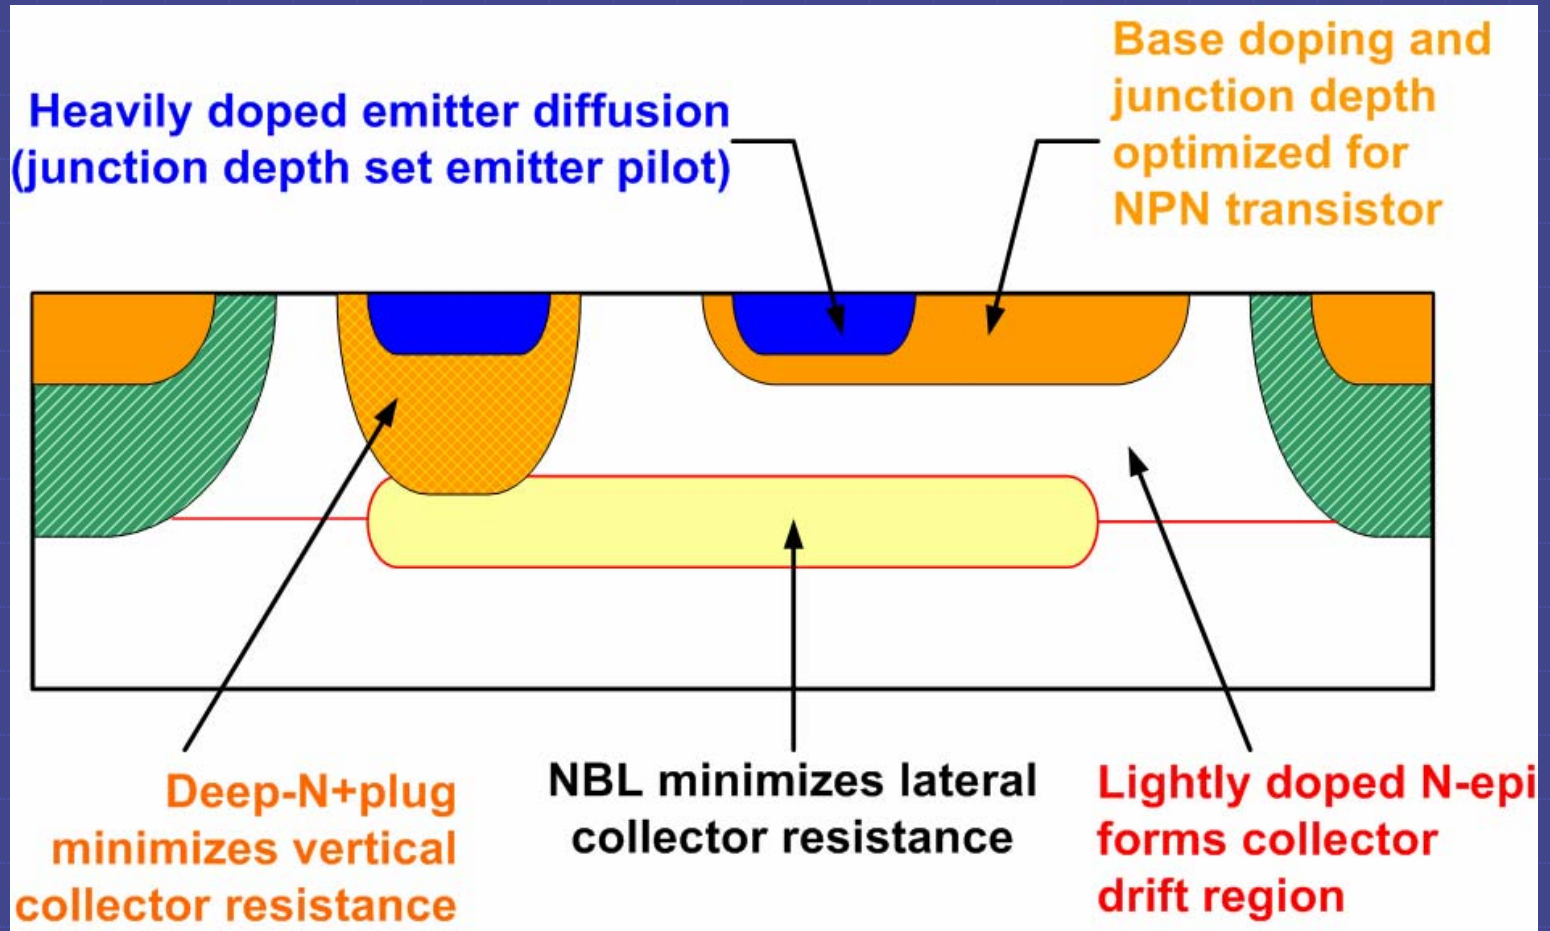 Heavily doped emitter diffusion
(junction depth set emitter pilot)
Base doping and
junction depth
optimized for
NPN transistor
Deep-N+plug
minimizes vertical
collector resistance
NBL minimizes lateral
collector resistance
Lightly doped N-epi
forms collector
drift region